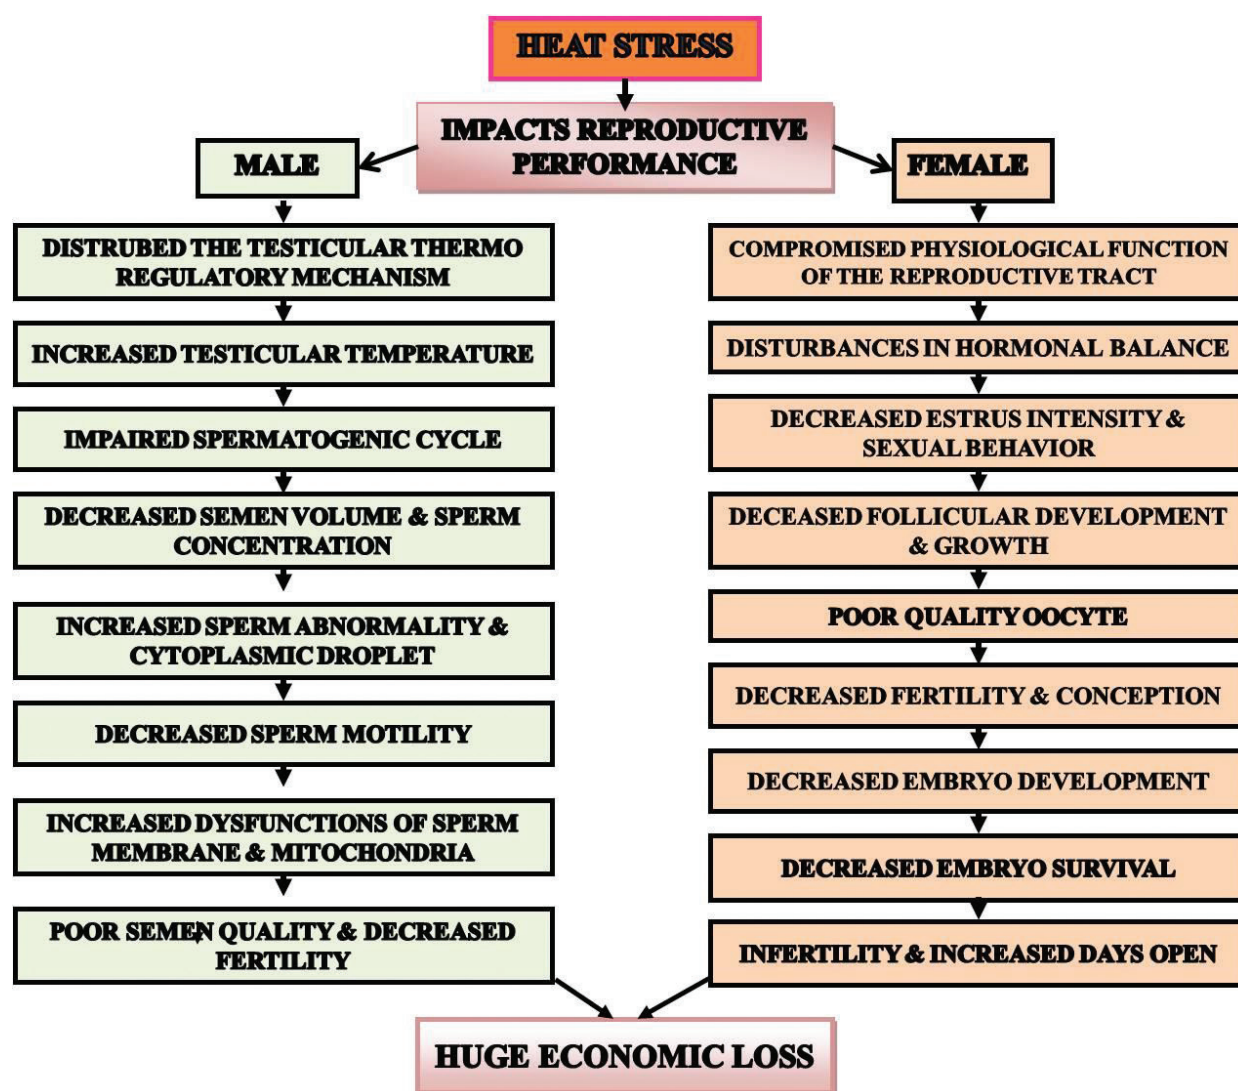 HEAT STRESS
IMPACTS REPRODUCTIVE
PERFORMANCE
MALE
DISTRUBED THE TESTICULAR THERMO
REGULATORY MECHANISM
INCREASED TESTICULAR TEMPERATURE
IMPAIRED SPERMATOGENIC CYCLE
DECREASED SEMEN VOLUME & SPERM
CONCENTRATION
INCREASED SPERM ABNORMALITY &
CYTOPLASMIC DROPLET
DECREASED SPERM MOTILITY
INCREASED DYSFUNCTIONS OF SPERM
MEMBRANE & MITOCHONDRIA
POOR SEMEN QUALITY & DECREASED
FERTILITY
FEMALE
COMPROMISED PHYSIOLOGICAL FUNCTION
OF THE REPRODUCTIVE TRACT
DISTURBANCES IN HORMONAL BALANCE
DECREASED ESTRUS INTENSITY &
SEXUAL BEHAVIOR
DECEASED FOLLICULAR DEVELOPMENT
& GROWTH
POOR QUALITY OOCYTE
DECREASED FERTILITY & CONCEPTION
DECREASED EMBRYO DEVELOPMENT
DECREASED EMBRYO SURVIVAL
INFERTILITY & INCREASED DAYS OPEN
HUGE ECONOMIC LOSS